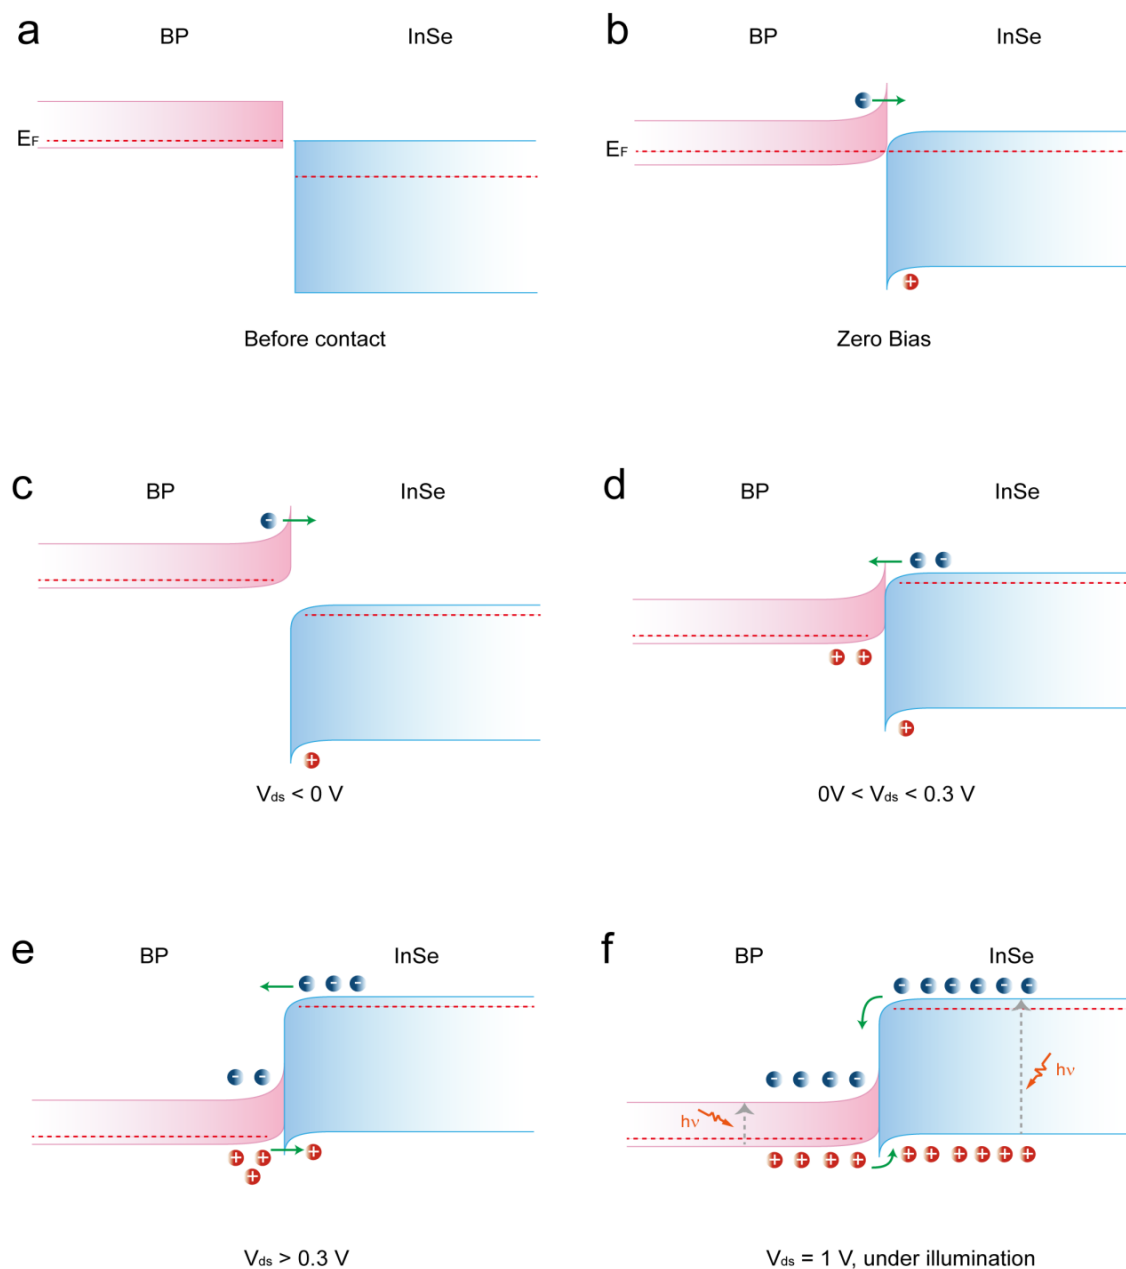 a
BP
InSe
EF
Before contact
b
BP
InSe
-
EF
+
Zero Bias
c
BP
InSe
-
+
Vds < 0 V
d
BP
InSe
- -
+ +
+
0V < Vds < 0.3 V
e
BP
InSe
- - -
- -
+ + +
+
Vds > 0.3 V
f
BP
InSe
- - - - - -
hν
- - - -
hν
+ + + + + + + + + +
Vds = 1 V, under illumination